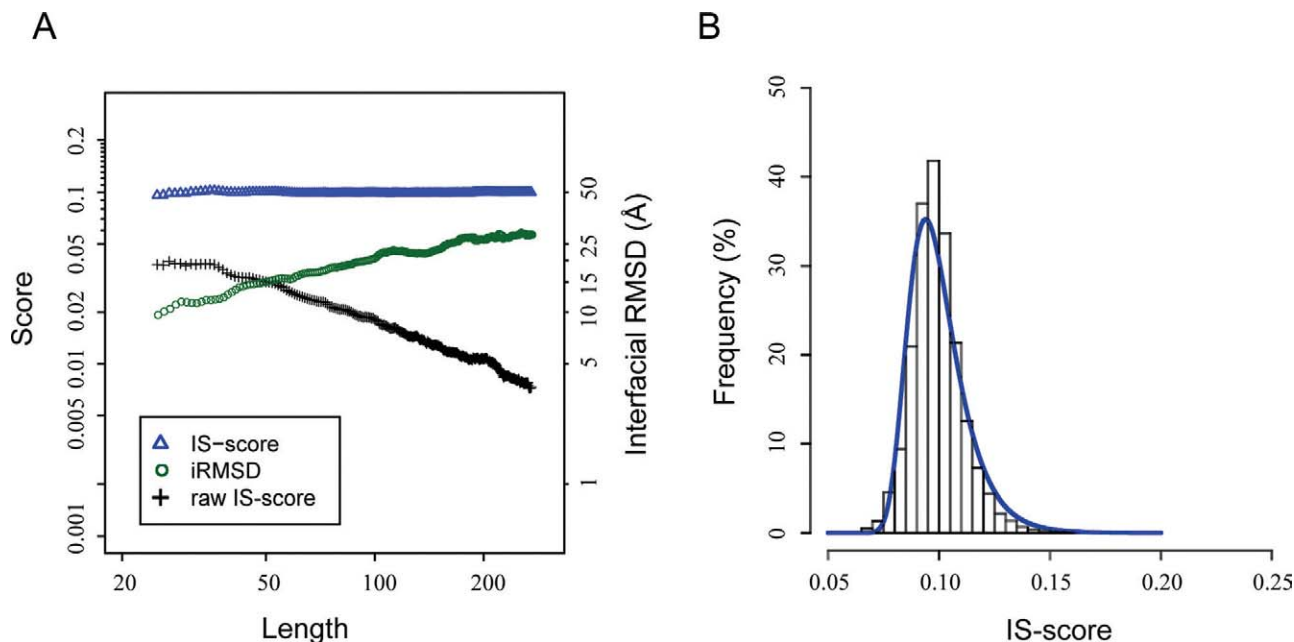 A
Score
0.2
0.1
0.05
0.02
0.01
0.005
0.001
50
25
15
10
5
1
Interfacial RMSD (Å)
IS−score
iRMSD
raw IS-score
20
50
100
200
Length
B
Frequency (%)
50
40
30
20
10
0
0.05
0.10
0.15
0.20
0.25
IS-score